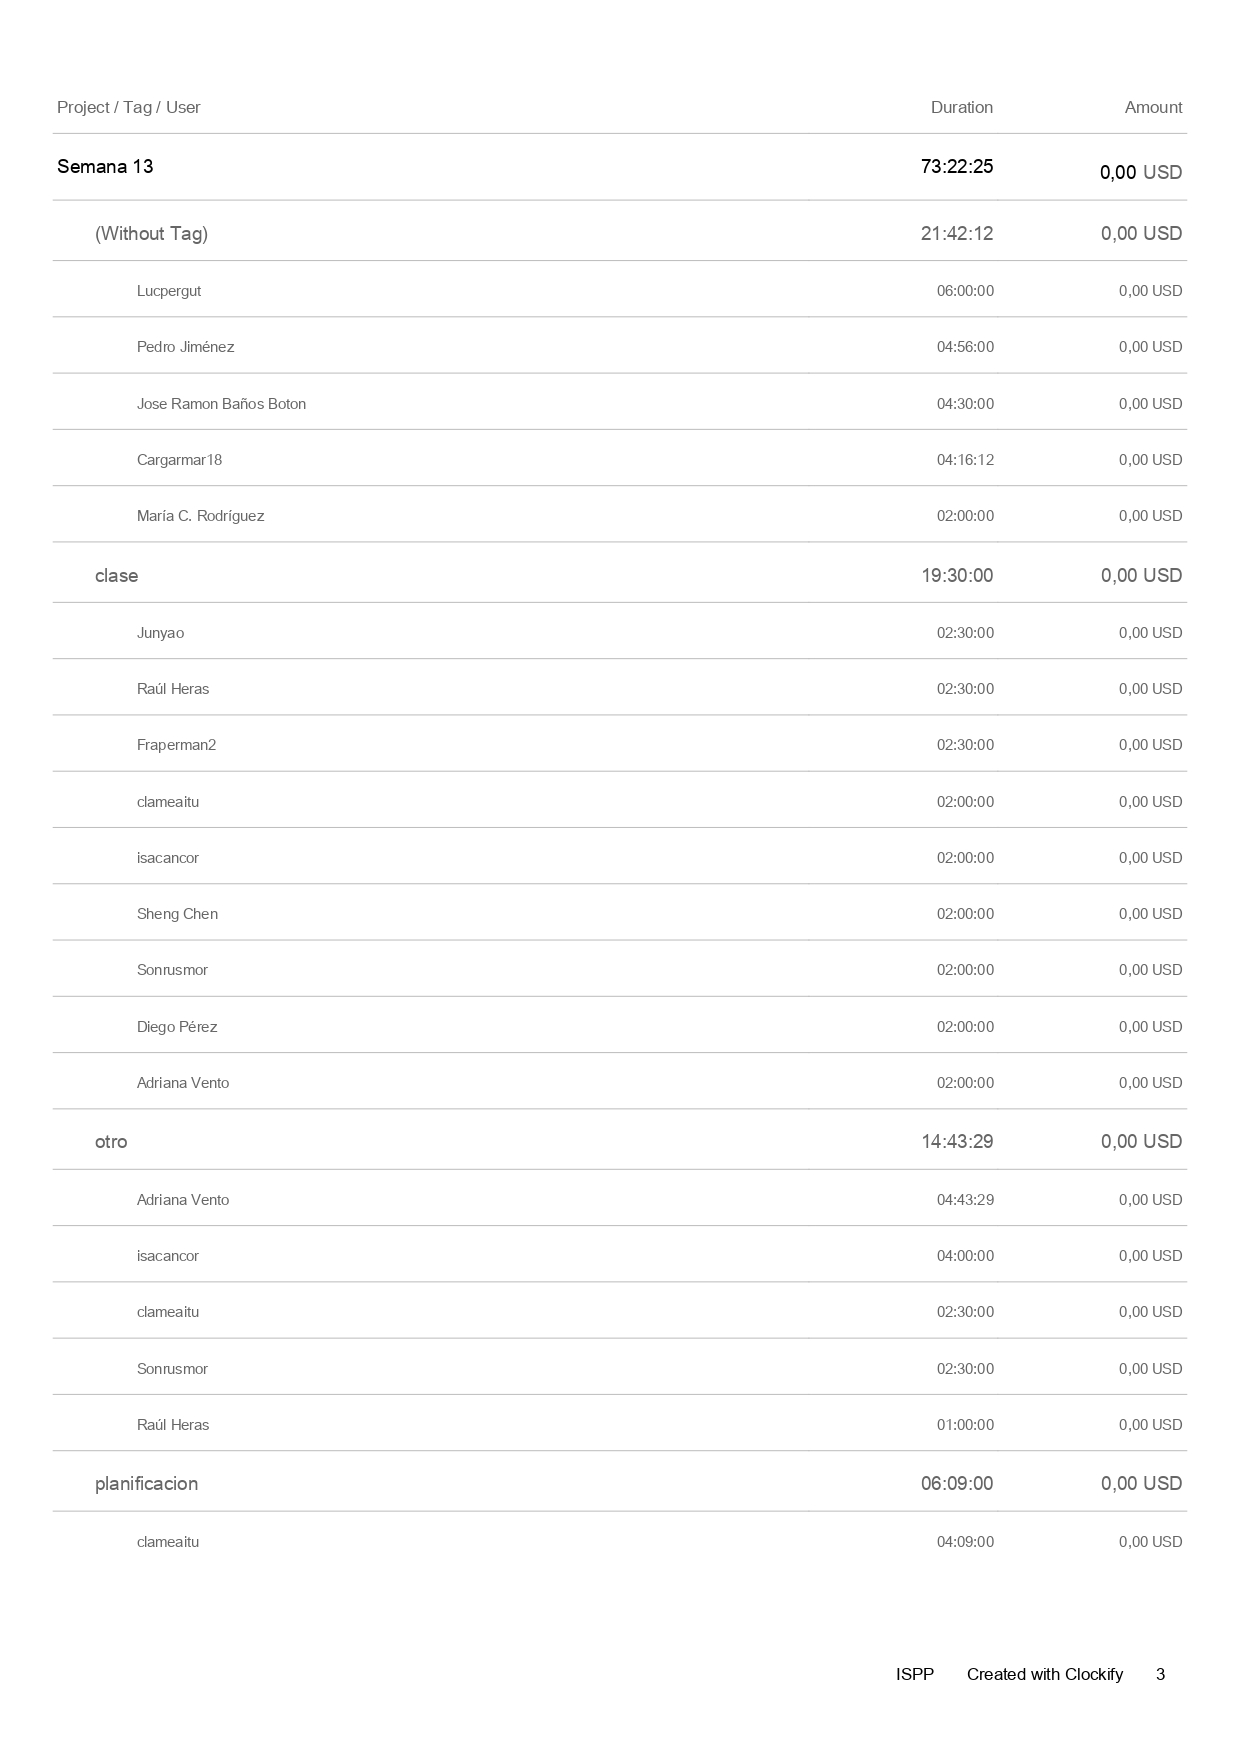 Project / Tag / User Duration Amount
Semana 13 73:22:25 0,00 USD
(Without Tag) 21:42:12 0,00 USD
Lucpergut 06:00:00 0,00 USD
Pedro Jiménez 04:56:00 0,00 USD
Jose Ramon Baños Boton 04:30:00 0,00 USD
Cargarmar18 04:16:12 0,00 USD
María C. Rodríguez 02:00:00 0,00 USD
clase 19:30:00 0,00 USD
Junyao 02:30:00 0,00 USD
Raúl Heras 02:30:00 0,00 USD
Fraperman2 02:30:00 0,00 USD
clameaitu 02:00:00 0,00 USD
isacancor 02:00:00 0,00 USD
Sheng Chen 02:00:00 0,00 USD
Sonrusmor 02:00:00 0,00 USD
Diego Pérez 02:00:00 0,00 USD
Adriana Vento 02:00:00 0,00 USD
otro 14:43:29 0,00 USD
Adriana Vento 04:43:29 0,00 USD
isacancor 04:00:00 0,00 USD
clameaitu 02:30:00 0,00 USD
Sonrusmor 02:30:00 0,00 USD
Raúl Heras 01:00:00 0,00 USD
planificacion 06:09:00 0,00 USD
clameaitu 04:09:00 0,00 USD
ISPP Created with Clockify 3